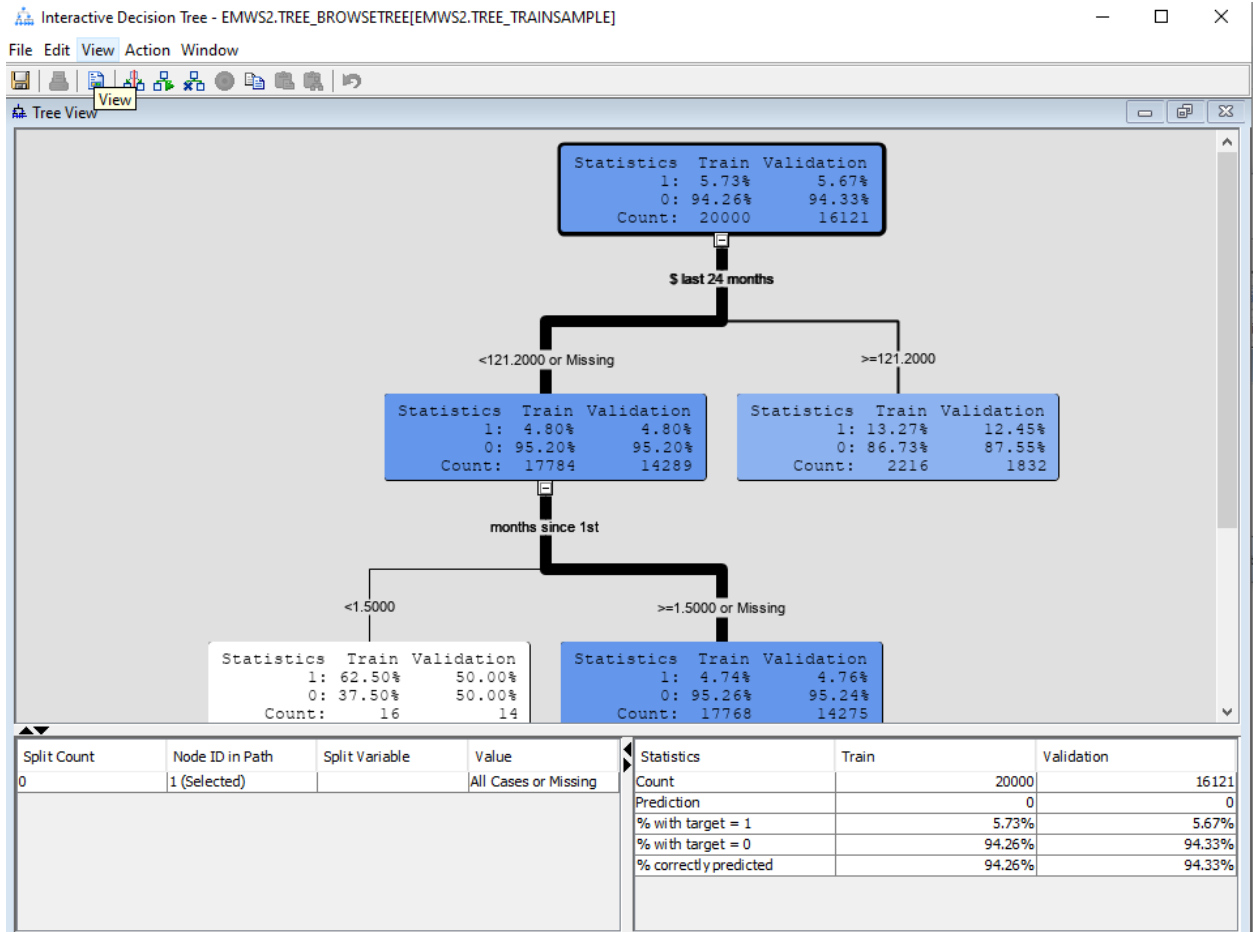 Interactive Decision Tree - EMWS2.TREE_BROWSETREE[EMWS2.TREE_TRAINSAMPLE]
File Edit View Action Window
View
Tree View
Statistics Train Validation
1: 5.73% 5.67%
0: 94.26% 94.33%
Count: 20000 16121
$ last 24 months
<121.2000 or Missing
>=121.2000
Statistics Train Validation
1: 4.80% 4.80%
0: 95.20% 95.20%
Count: 17784 14289
Statistics Train Validation
1: 13.27% 12.45%
0: 86.73% 87.55%
Count: 2216 1832
months since 1st
<1.5000
>=1.5000 or Missing
Statistics Train Validation
1: 62.50% 50.00%
0: 37.50% 50.00%
Count: 16 14
Statistics Train Validation
1: 4.74% 4.76%
0: 95.26% 95.24%
Count: 17768 14275
Split Count Node ID in Path Split Variable Value
0 1 (Selected) All Cases or Missing
Statistics Train Validation
Count 20000 16121
Prediction 0 0
% with target = 1 5.73% 5.67%
% with target = 0 94.26% 94.33%
% correctly predicted 94.26% 94.33%